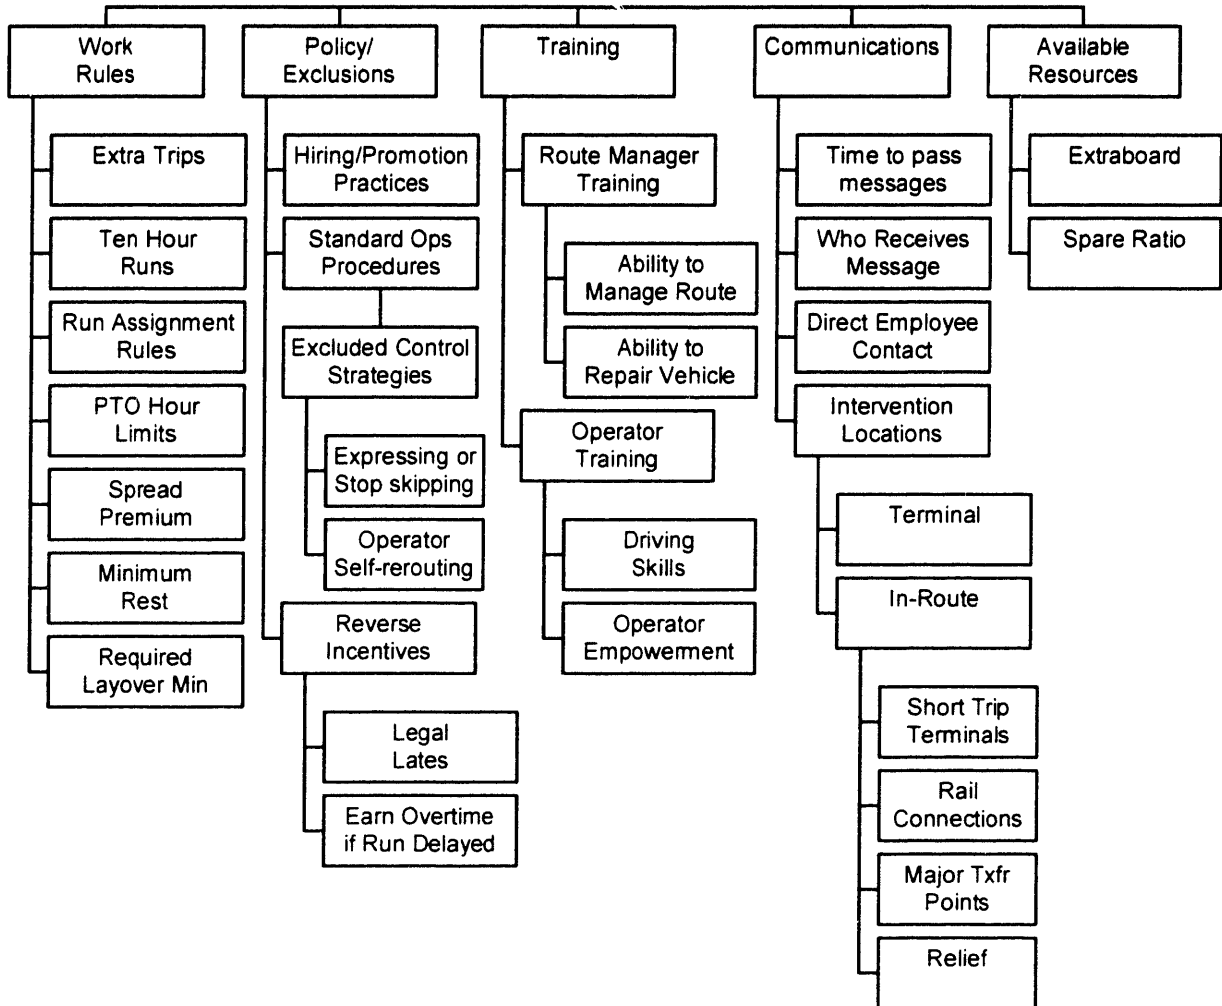 Work
Rules
Policy/
Exclusions
Training
Communications
Available
Resources
Extra Trips
Ten Hour
Runs
Run Assignment
Rules
PTO Hour
Limits
Spread
Premium
Minimum
Rest
Required
Layover Min
Hiring/Promotion
Practices
Standard Ops
Procedures
Excluded Control
Strategies
Expressing or
Stop skipping
Operator
Self-rerouting
Reverse
Incentives
Legal
Lates
Earn Overtime
if Run Delayed
Route Manager
Training
Ability to
Manage Route
Ability to
Repair Vehicle
Operator
Training
Driving
Skills
Operator
Empowerment
Time to pass
messages
Who Receives
Message
Direct Employee
Contact
Intervention
Locations
Terminal
In-Route
Short Trip
Terminals
Rail
Connections
Major Txfr
Points
Relief
Extraboard
Spare Ratio